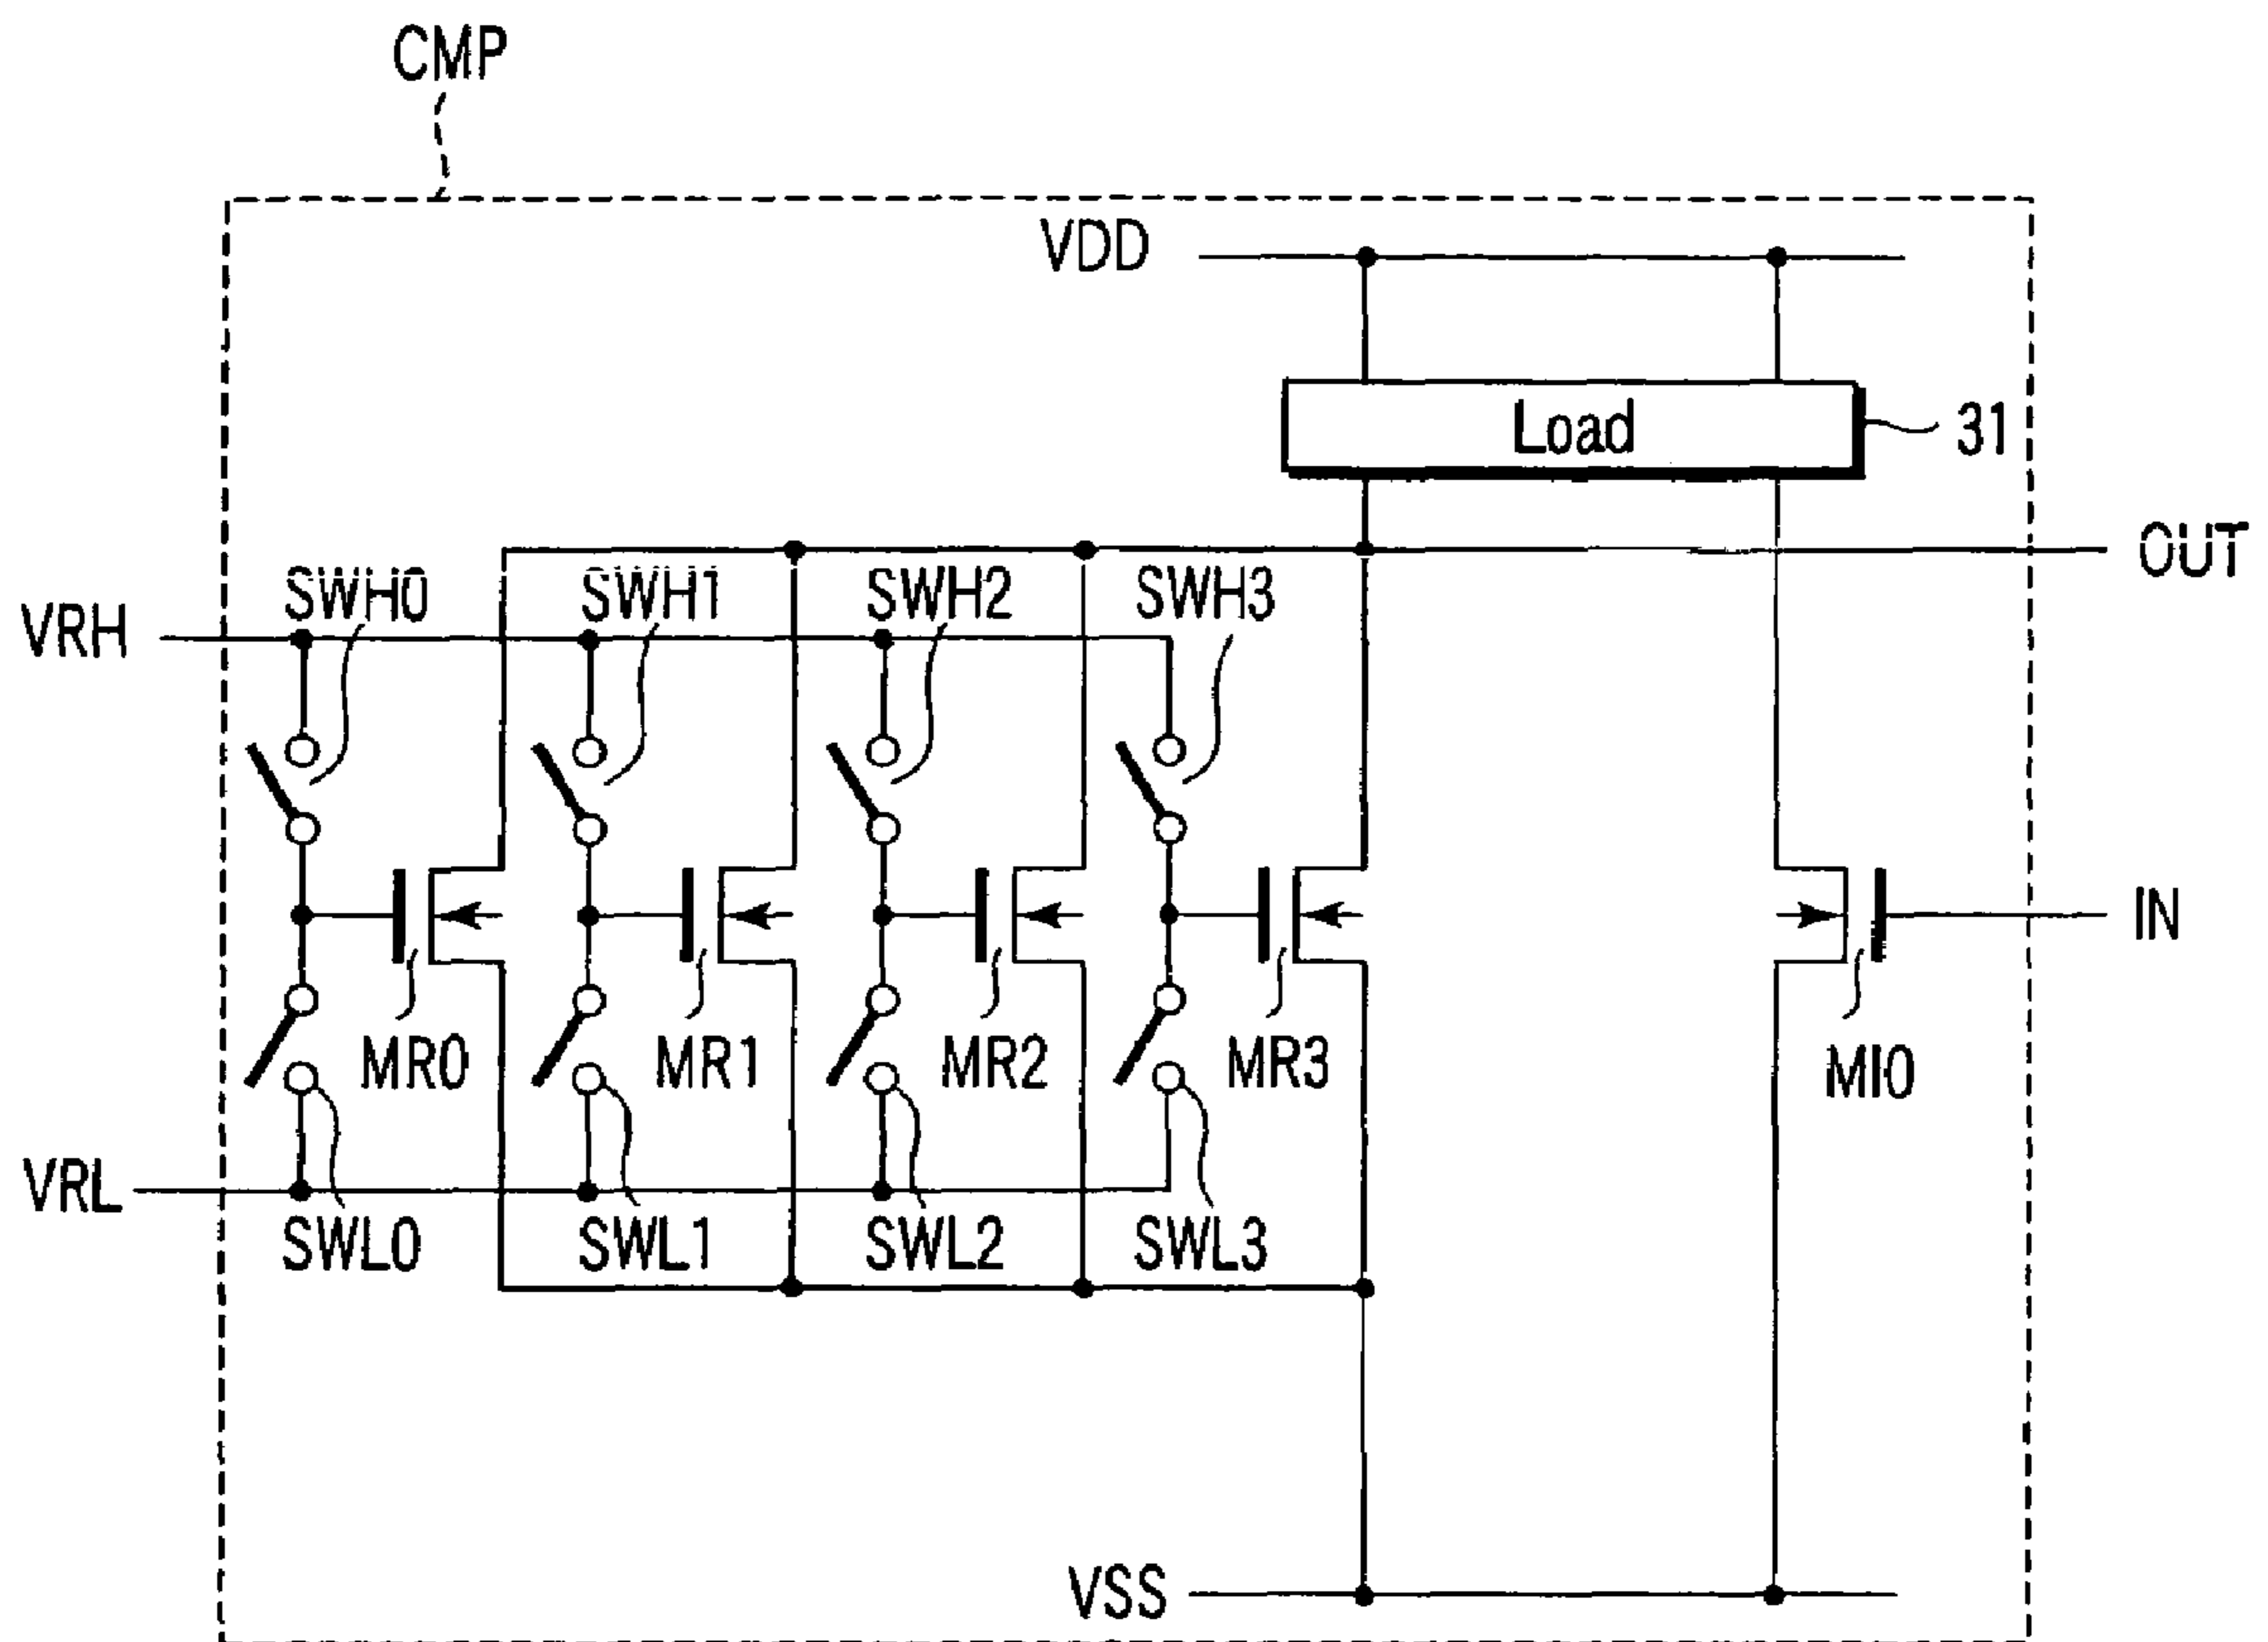 CMP
VDD
Load
31
OUT
SWH0 SWH1 SWH2 SWH3
VRH
IN
MR0 MR1 MR2 MR3 MI0
VRL
SWL0 SWL1 SWL2 SWL3
VSS